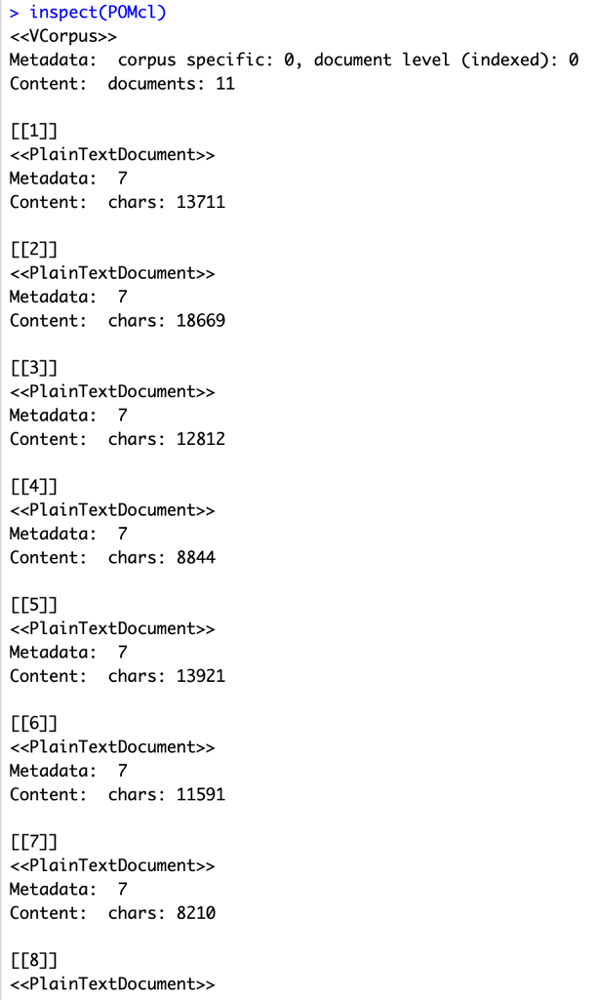 > inspect(POMcl)
<<VCorpus>>
Metadata:  corpus specific: 0, document level (indexed): 0
Content:  documents: 11

[[1]]
<<PlainTextDocument>>
Metadata:  7
Content:  chars: 13711

[[2]]
<<PlainTextDocument>>
Metadata:  7
Content:  chars: 18669

[[3]]
<<PlainTextDocument>>
Metadata:  7
Content:  chars: 12812

[[4]]
<<PlainTextDocument>>
Metadata:  7
Content:  chars: 8844

[[5]]
<<PlainTextDocument>>
Metadata:  7
Content:  chars: 13921

[[6]]
<<PlainTextDocument>>
Metadata:  7
Content:  chars: 11591

[[7]]
<<PlainTextDocument>>
Metadata:  7
Content:  chars: 8210

[[8]]
<<PlainTextDocument>>